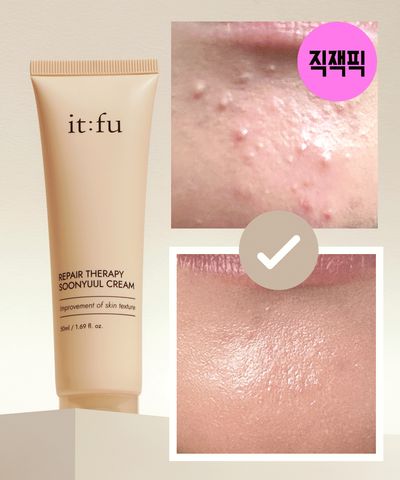 직잭픽
it:fu
REPAIR THERAPY
SOONYUUL CREAM
Improvement of skin texture
50ml / 1.69 fl. oz.